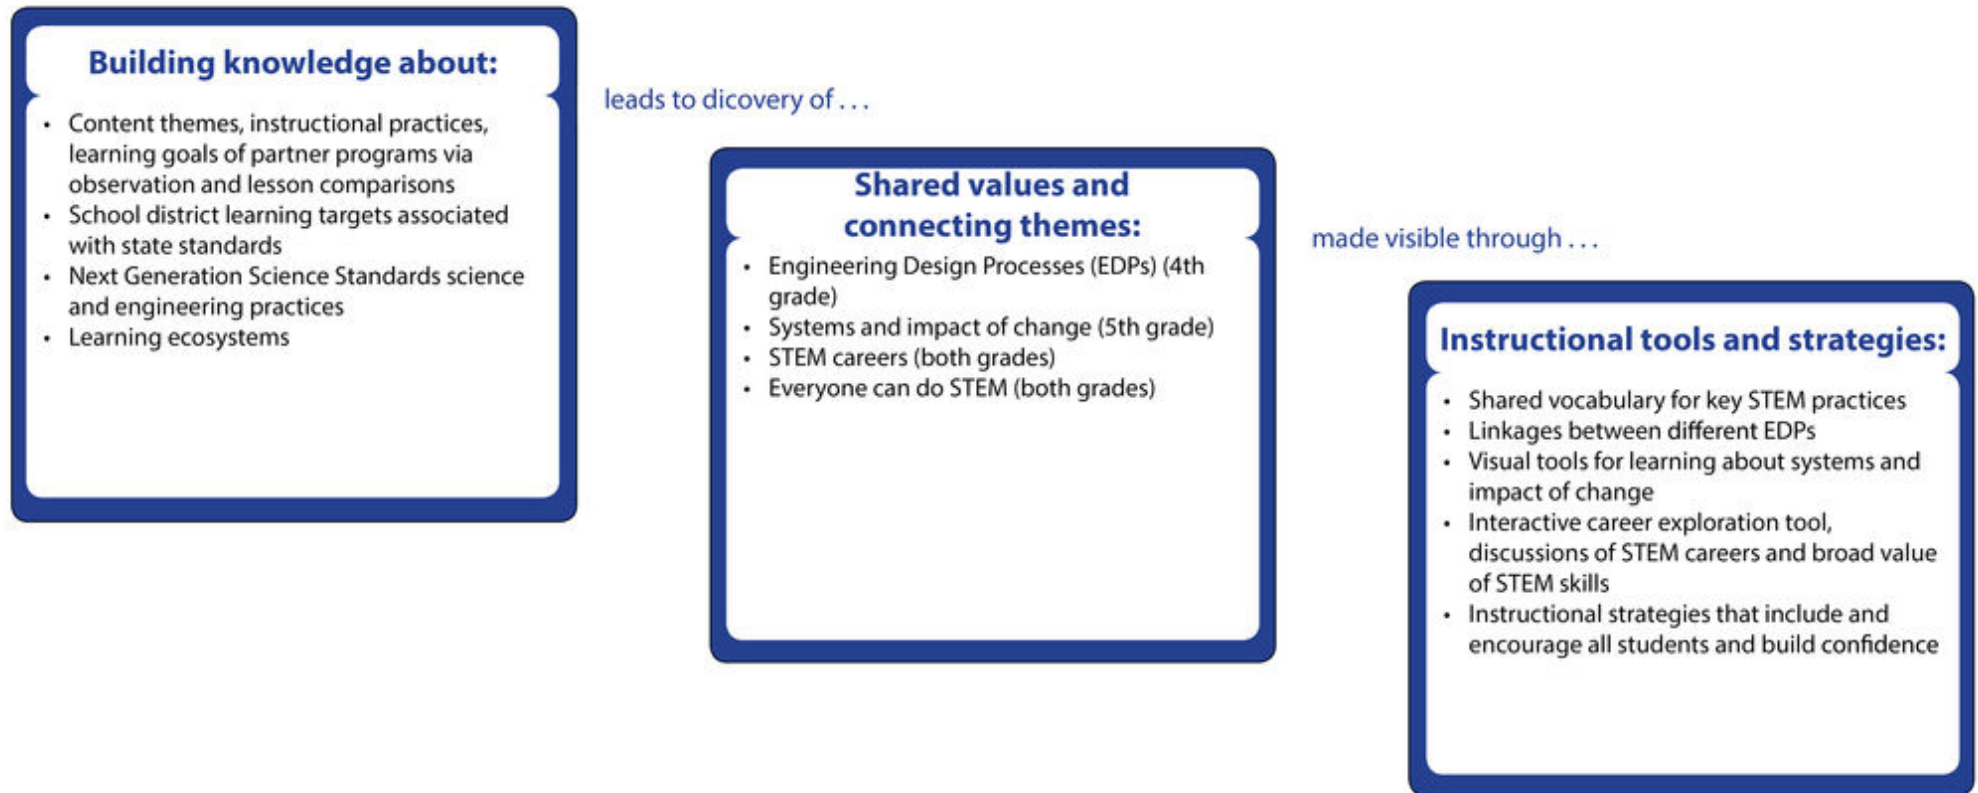 Building knowledge about:
• Content themes, instructional practices,
learning goals of partner programs via
observation and lesson comparisons
• School district learning targets associated
with state standards
• Next Generation Science Standards science
and engineering practices
• Learning ecosystems
leads to dicovery of . . .
Shared values and
connecting themes:
• Engineering Design Processes (EDPs) (4th
grade)
• Systems and impact of change (5th grade)
• STEM careers (both grades)
• Everyone can do STEM (both grades)
made visible through . . .
Instructional tools and strategies:
• Shared vocabulary for key STEM practices
• Linkages between different EDPs
• Visual tools for learning about systems and
impact of change
• Interactive career exploration tool,
discussions of STEM careers and broad value
of STEM skills
• Instructional strategies that include and
encourage all students and build confidence